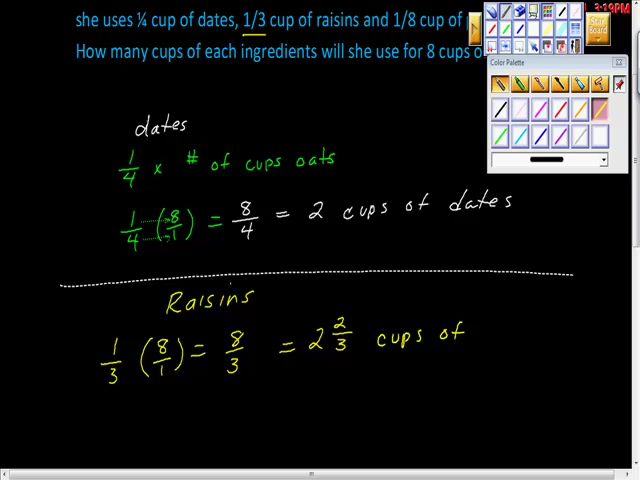 she uses ¼ cup of dates, 1/3 cup of raisins and 1/8 cup of
How many cups of each ingredients will she use for 8 cups
3:19PM
Star Board
Color Palette
dates
1/4 x # of cups oats
1/4 (8/1) = 8/4 = 2 cups of dates
Raisins
1/3 (8/1) = 8/3 = 2 2/3 cups of